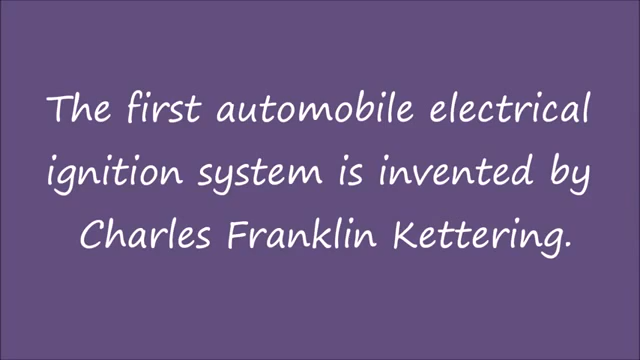 The first automobile electrical
ignition system is invented by
Charles Franklin Kettering.